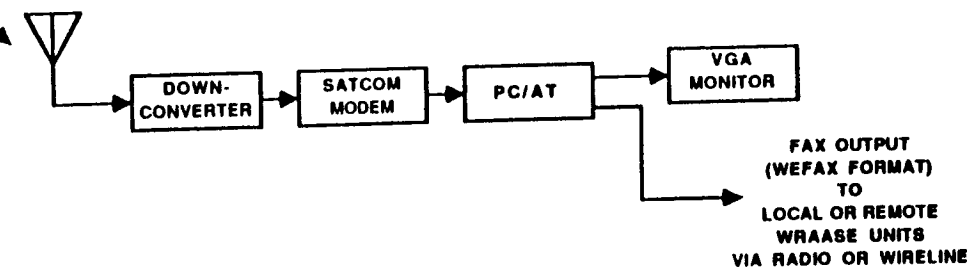 DOWN-
CONVERTER
SATCOM
MODEM
PC/AT
VGA
MONITOR
FAX OUTPUT
(WEFAX FORMAT)
TO
LOCAL OR REMOTE
WRAASE UNITS
VIA RADIO OR WIRELINE